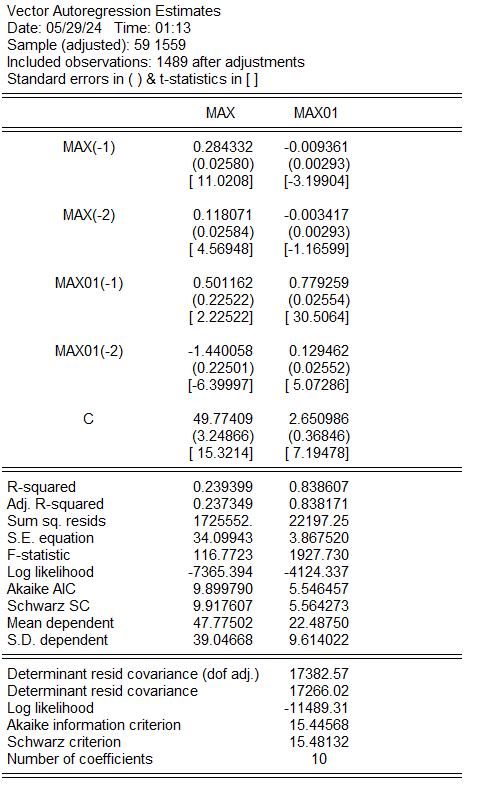 Vector Autoregression Estimates
Date: 05/29/24 Time: 01:13
Sample (adjusted): 59 1559
Included observations: 1489 after adjustments
Standard errors in ( ) & t-statistics in [ ]
MAX MAX01
MAX(-1) 0.284332 -0.009361
(0.02580) (0.00293)
[ 11.0208] [-3.19904]
MAX(-2) 0.118071 -0.003417
(0.02584) (0.00293)
[ 4.56948] [-1.16599]
MAX01(-1) 0.501162 0.779259
(0.22522) (0.02554)
[ 2.22522] [ 30.5064]
MAX01(-2) -1.440058 0.129462
(0.22501) (0.02552)
[-6.39997] [ 5.07286]
C 49.77409 2.650986
(3.24866) (0.36846)
[ 15.3214] [ 7.19478]
R-squared 0.239399 0.838607
Adj. R-squared 0.237349 0.838171
Sum sq. resids 1725552. 22197.25
S.E. equation 34.09943 3.867520
F-statistic 116.7723 1927.730
Log likelihood -7365.394 -4124.337
Akaike AIC 9.899790 5.546457
Schwarz SC 9.917607 5.564273
Mean dependent 47.77502 22.48750
S.D. dependent 39.04668 9.614022
Determinant resid covariance (dof adj.) 17382.57
Determinant resid covariance 17266.02
Log likelihood -11489.31
Akaike information criterion 15.44568
Schwarz criterion 15.48132
Number of coefficients 10